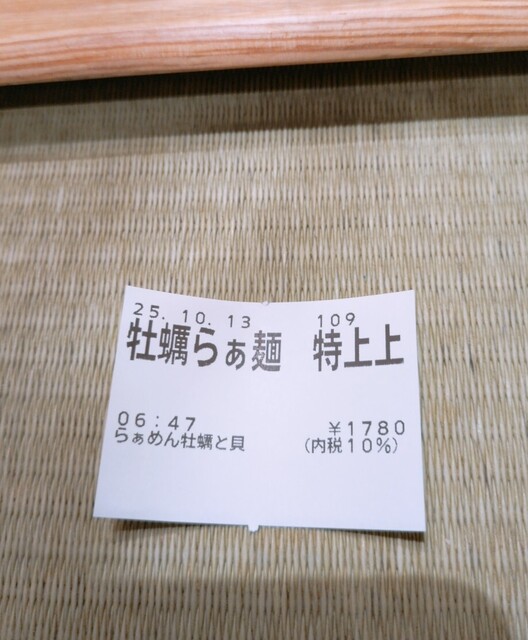 25.10.13 109
牡蠣らぁ麺 特上上
06:47 ¥1780
らぁめん牡蠣と貝 (内税10%)